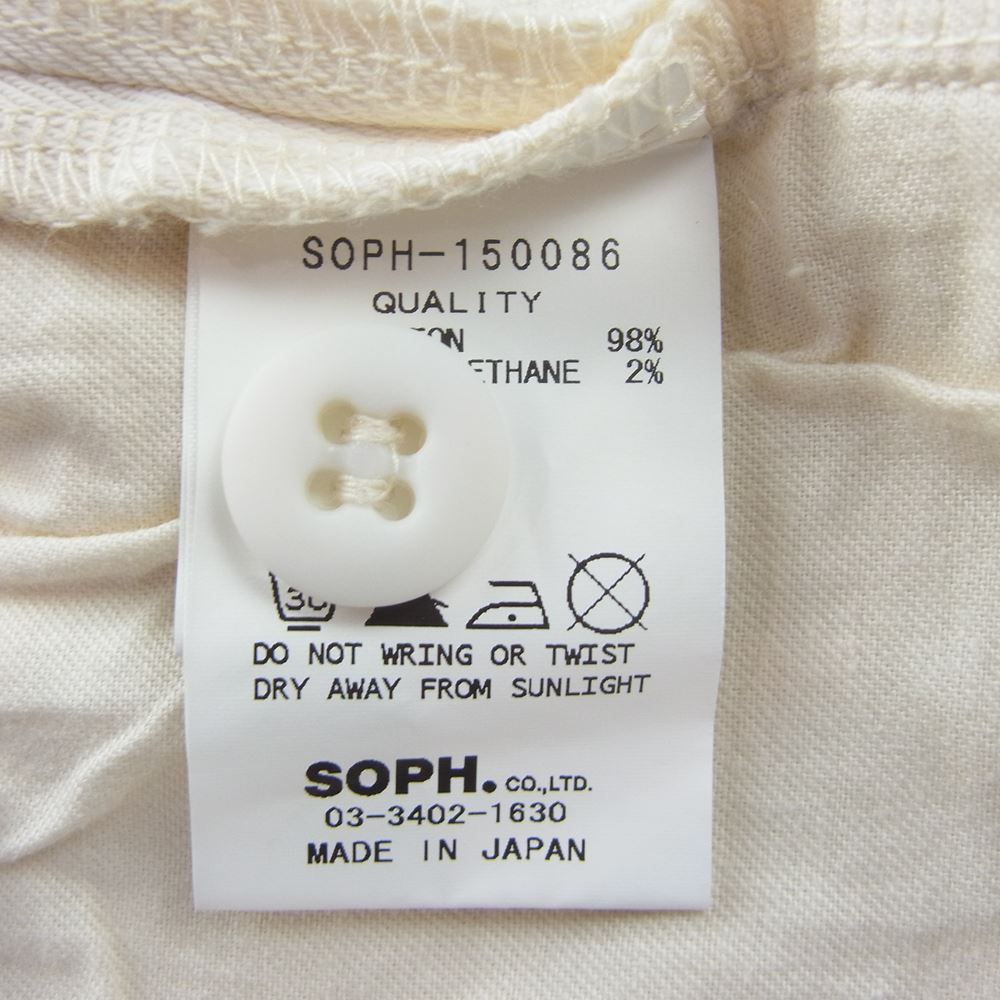 SOPH-150086
QUALITY
98%
2%
DO NOT WRING OR TWIST
DRY AWAY FROM SUNLIGHT
SOPH. CO.,LTD.
03-3402-1630
MADE IN JAPAN